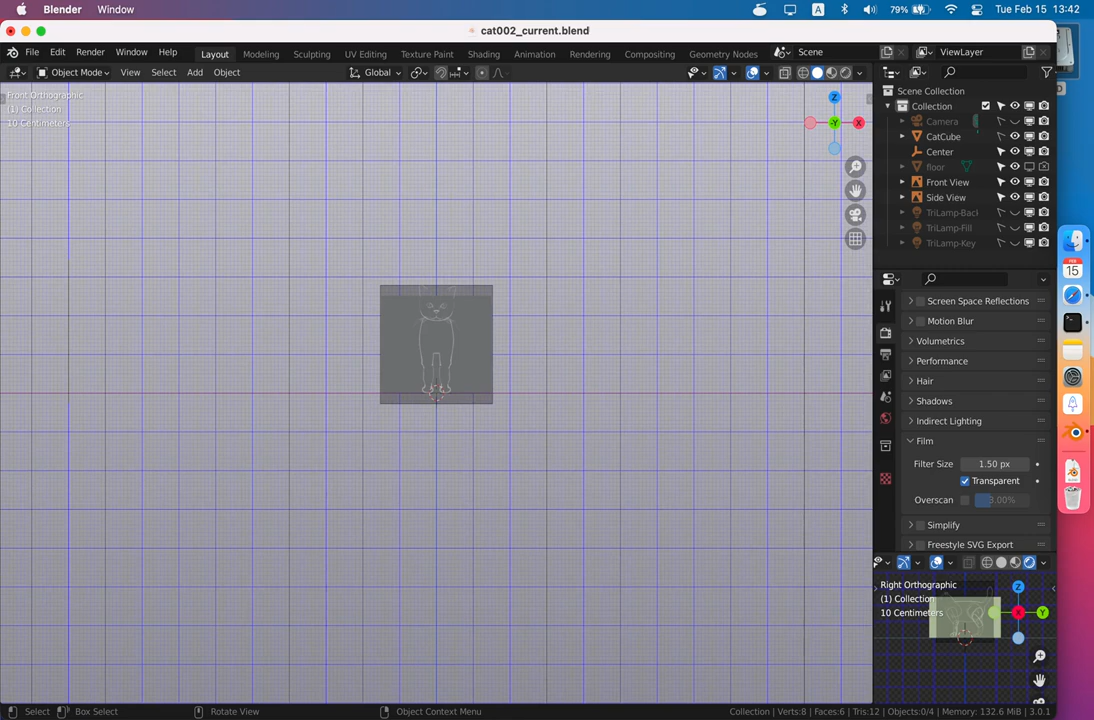 Blender Window A 79% Tue Feb 15 13:42
cat002_current.blend
File Edit Render Window Help Layout Modeling Sculpting UV Editing Texture Paint Shading Animation Rendering Compositing Geometry Nodes Scene ViewLayer
Object Mode View Select Add Object Global
Front Orthographic
(1) Collection
10 Centimeters
Z
-Y
X
Scene Collection
Collection
Camera
CatCube
Center
floor
Front View
Side View
TriLamp-Back
TriLamp-Fill
TriLamp-Key
Screen Space Reflections
Motion Blur
Volumetrics
Performance
Hair
Shadows
Indirect Lighting
Film
Filter Size 1.50 px
Transparent
Overscan 3.00%
Simplify
Freestyle SVG Export
Right Orthographic
(1) Collection
10 Centimeters
Z
X
Y
FEB
15
Select Box Select Rotate View Object Context Menu Collection | Verts:8 | Faces:6 | Tris:12 | Objects:0/4 | Memory: 132.6 MiB | 3.0.1